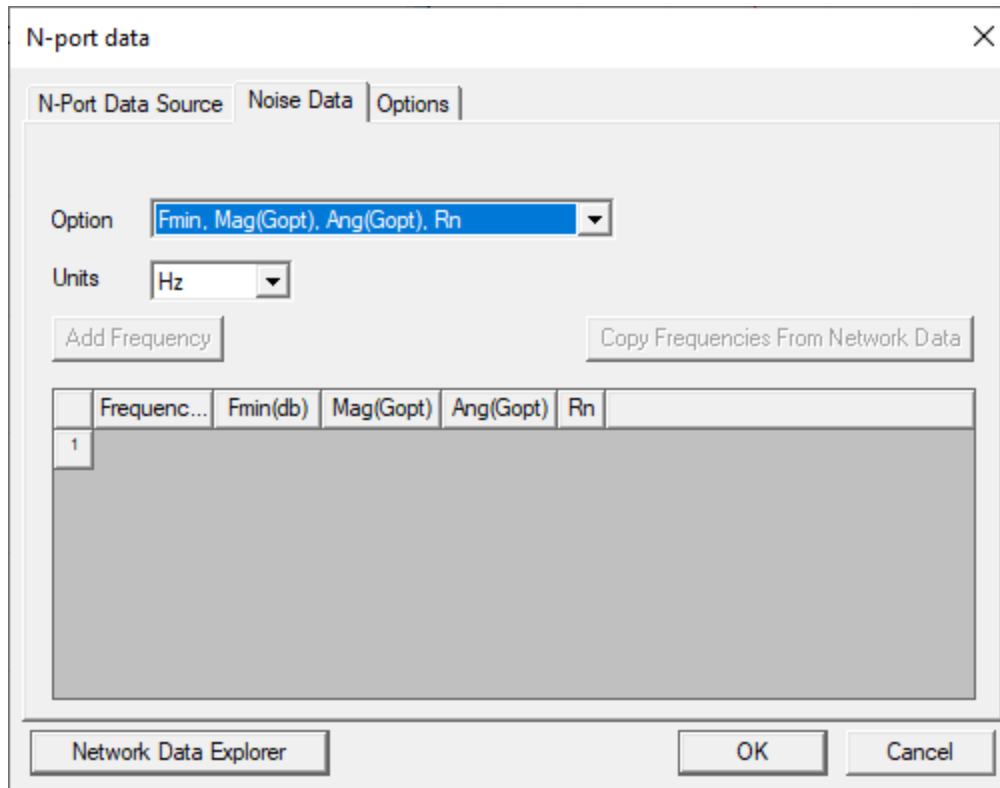 N-port data
N-Port Data Source Noise Data Options
Option Fmin, Mag(Gopt), Ang(Gopt), Rn
Units Hz
Add Frequency Copy Frequencies From Network Data
Frequenc... Fmin(db) Mag(Gopt) Ang(Gopt) Rn
1
Network Data Explorer OK Cancel